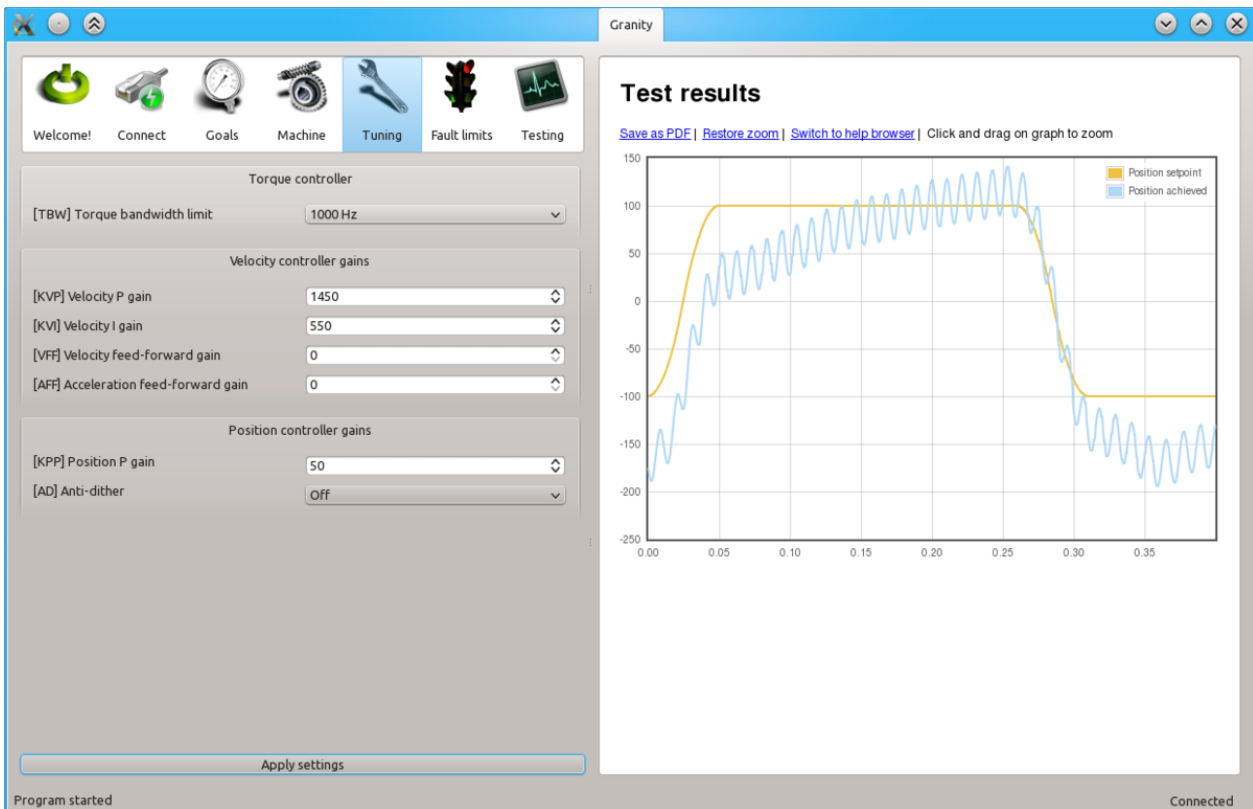 Granity
Welcome!
Connect
Goals
Machine
Tuning
Fault limits
Testing
Torque controller
[TBW] Torque bandwidth limit
1000 Hz
Velocity controller gains
[KVP] Velocity P gain
1450
[KVI] Velocity I gain
550
[VFF] Velocity feed-forward gain
0
[AFF] Acceleration feed-forward gain
0
Position controller gains
[KPP] Position P gain
50
[AD] Anti-dither
Off
Apply settings
Test results
Save as PDF | Restore zoom | Switch to help browser | Click and drag on graph to zoom
Position setpoint
Position achieved
150
100
50
0
-50
-100
-150
-200
-250
0.00 0.05 0.10 0.15 0.20 0.25 0.30 0.35
Program started
Connected